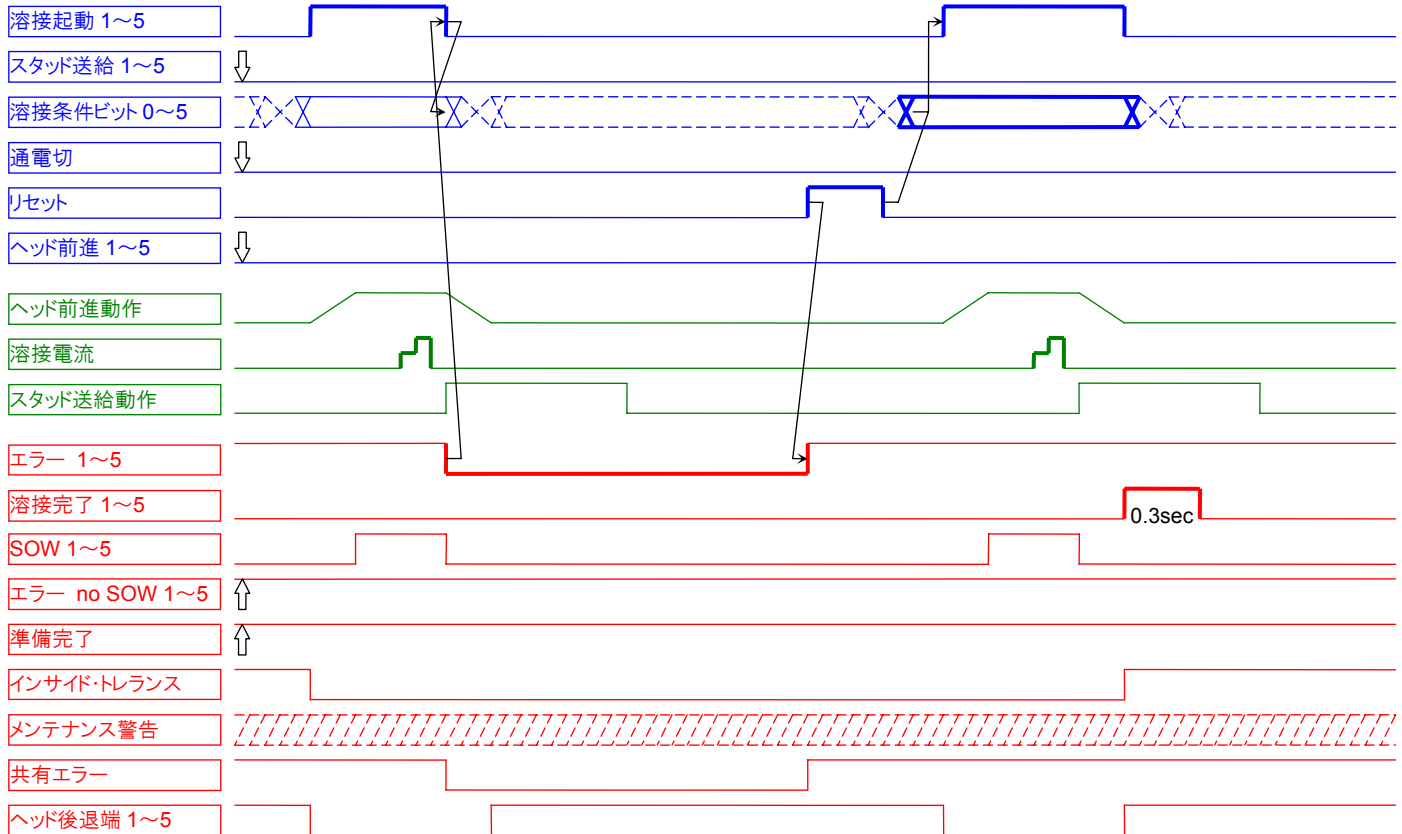 溶接起動 1～5
スタッド送給 1～5
溶接条件ビット 0～5
通電切
リセット
ヘッド前進 1～5
ヘッド前進動作
溶接電流
スタッド送給動作
エラー 1～5
溶接完了 1～5
0.3sec
SOW 1～5
エラー no SOW 1～5
準備完了
インサイド･トレランス
メンテナンス警告
共有エラー
ヘッド後退端 1～5